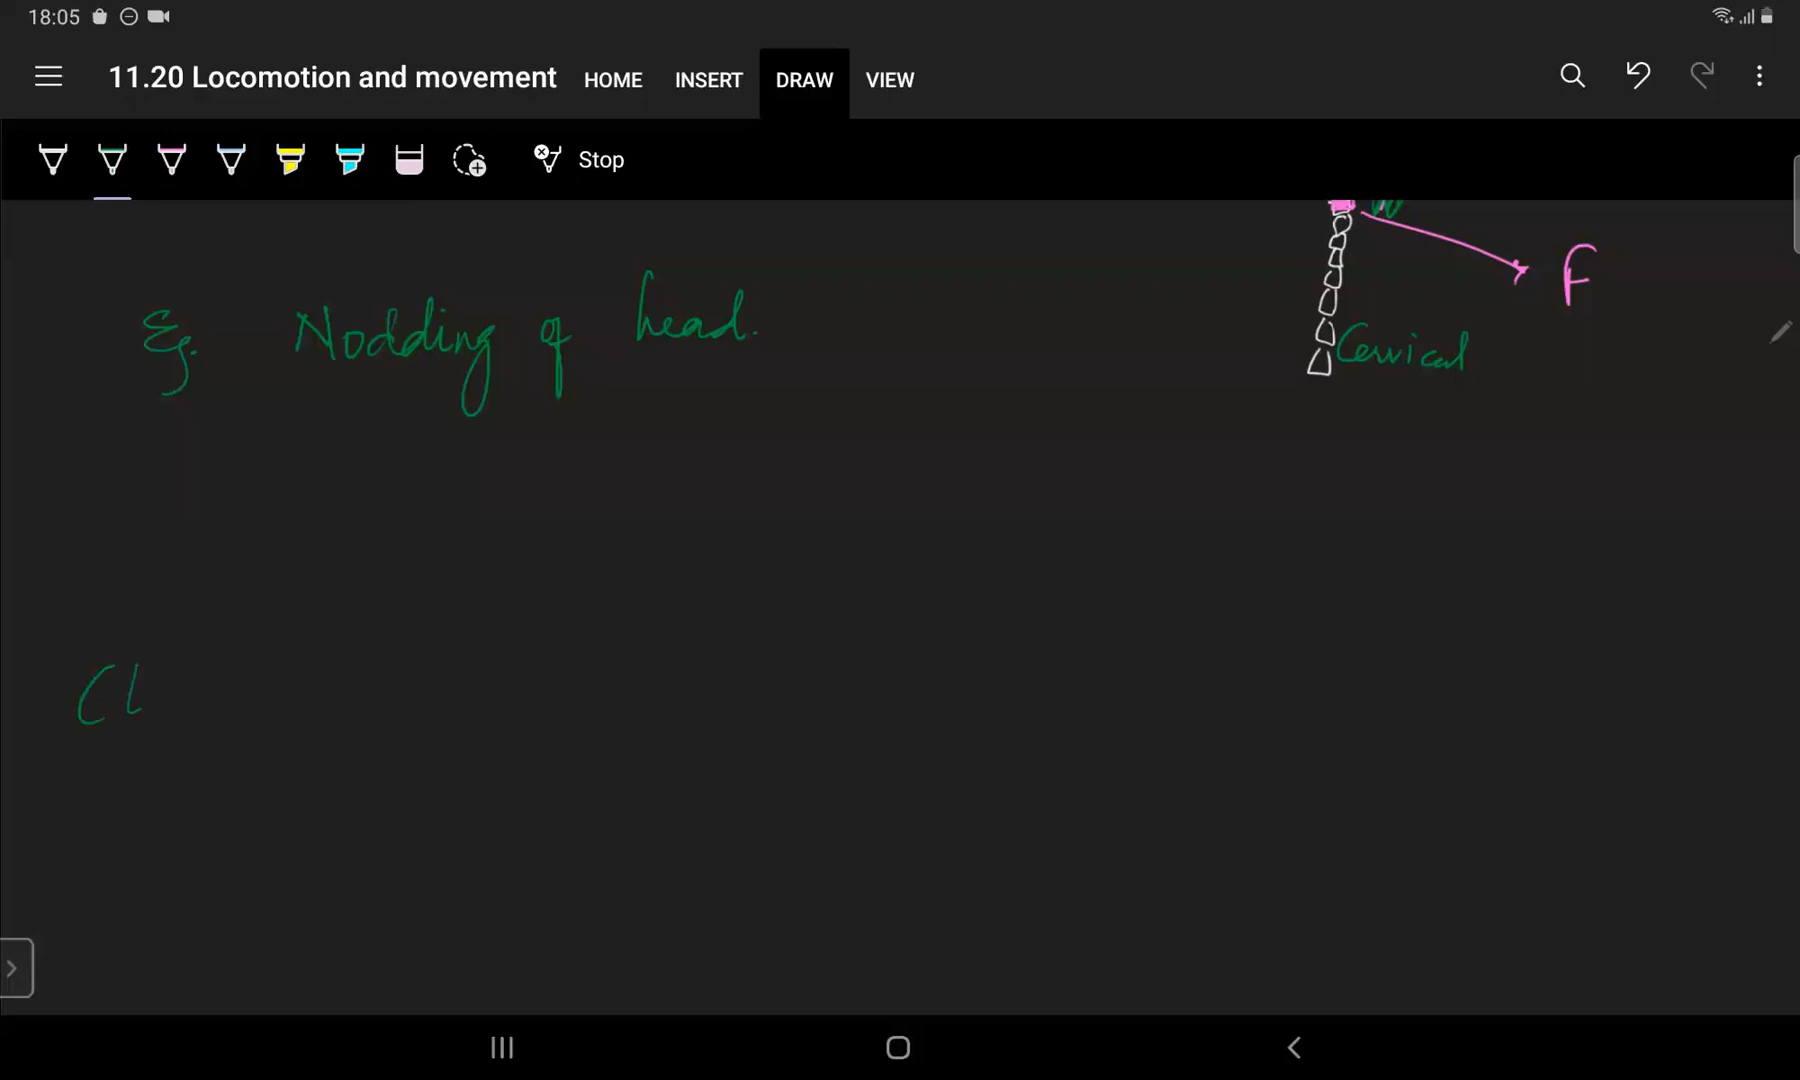 18:05
11.20 Locomotion and movement HOME INSERT DRAW VIEW
Stop
F
Eg. Nodding of head.
Cervical
Cl